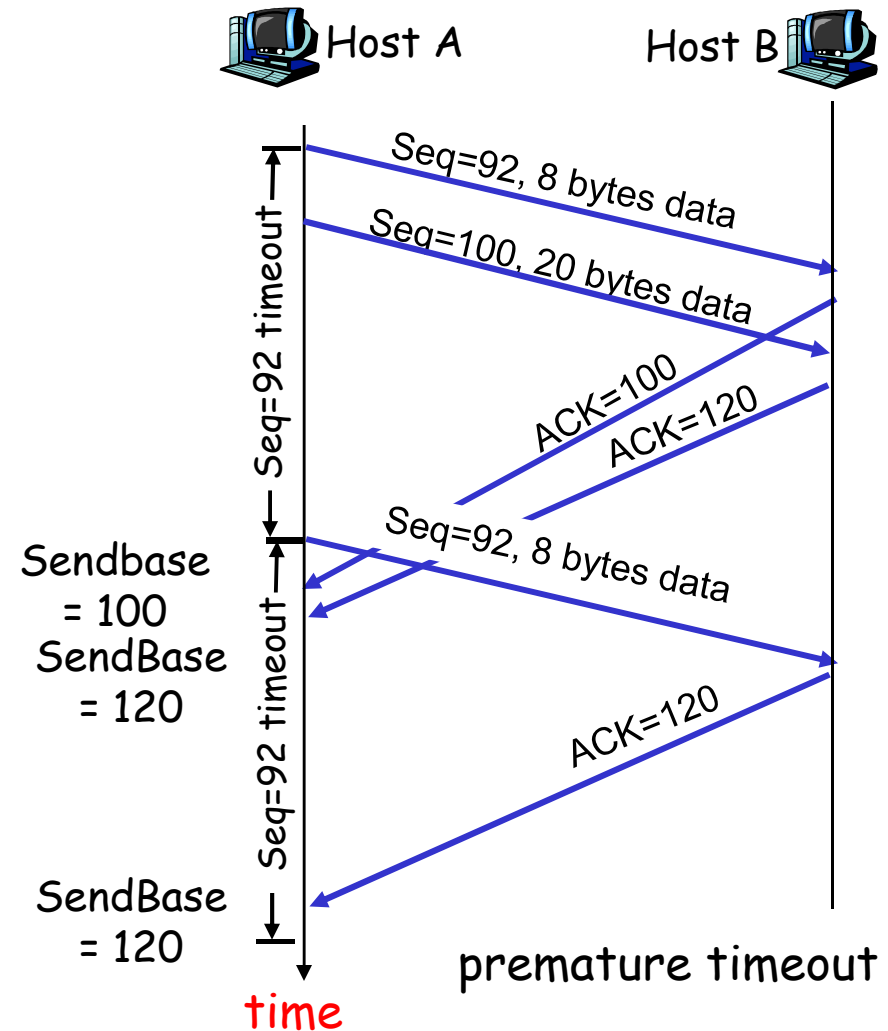 Host A
Host B
Seq=92, 8 bytes data
Seq=100, 20 bytes data
Seq=92 timeout
ACK=100
ACK=120
Seq=92, 8 bytes data
Sendbase
= 100
SendBase
= 120
Seq=92 timeout
ACK=120
SendBase
= 120
premature timeout
time